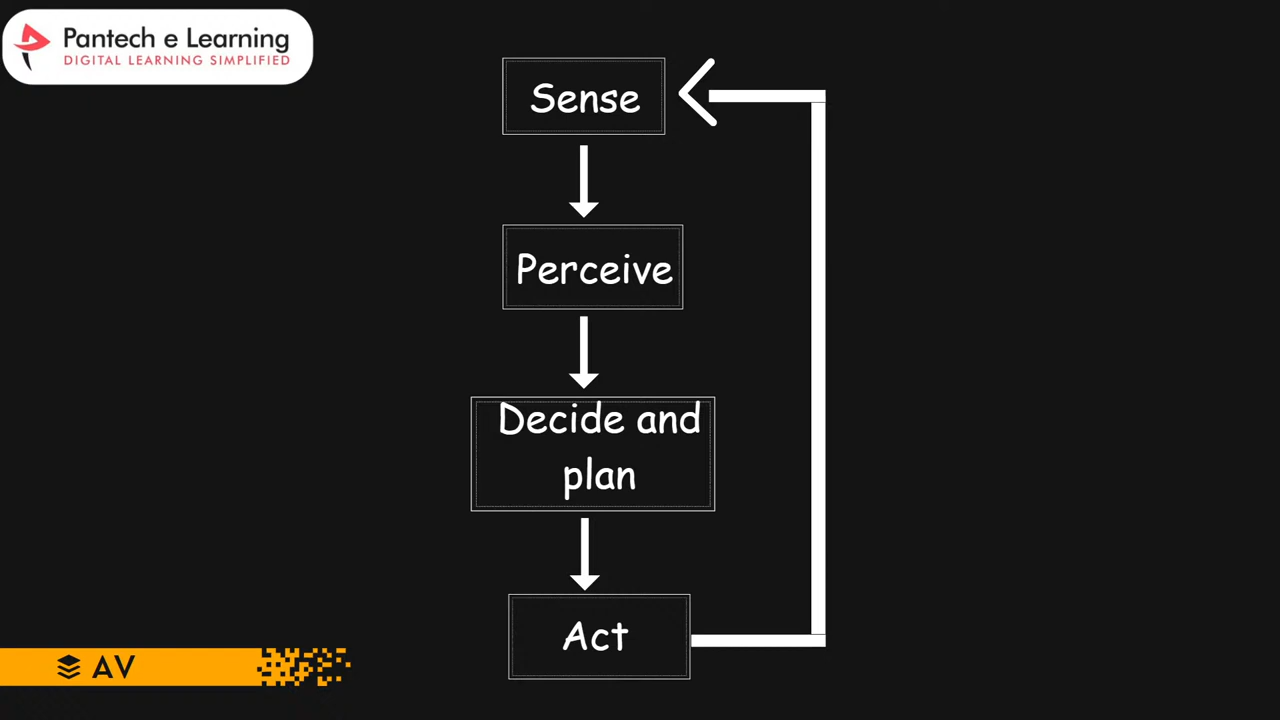 Pantech e Learning
DIGITAL LEARNING SIMPLIFIED
Sense
Perceive
Decide and
plan
Act
AV